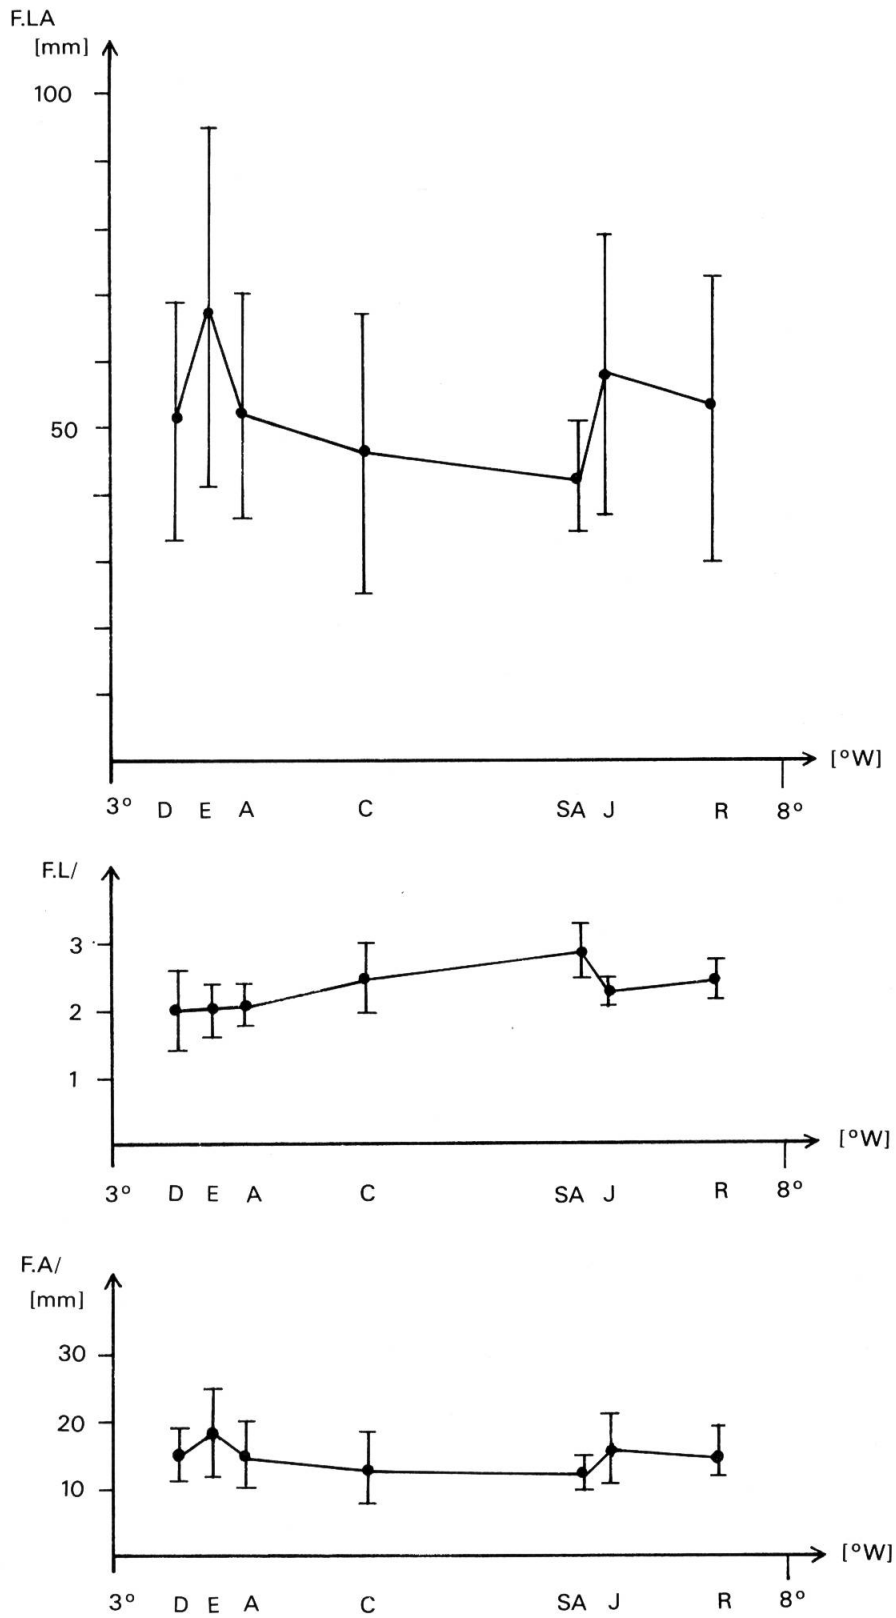 F.LA
[mm]
100
50
[°W]
3° D E A C SA J R 8°
F.L/
3
2
1
[°W]
3° D E A C SA J R 8°
F.A/
[mm]
30
20
10
[°W]
3° D E A C SA J R 8°